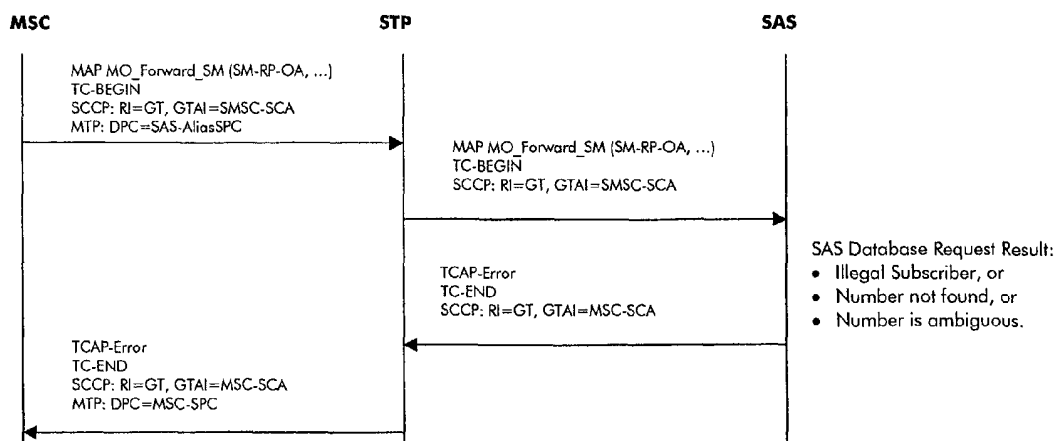 MSC
STP
SAS
MAP MO_Forward_SM (SM-RP-OA, ...)
TC-BEGIN
SCCP: RI=GT, GTAI=SMSC-SCA
MTP: DPC=SAS-AliasSPC
MAP MO_Forward_SM (SM-RP-OA, ...)
TC-BEGIN
SCCP: RI=GT, GTAI=SMSC-SCA
SAS Database Request Result:
• Illegal Subscriber, or
• Number not found, or
• Number is ambiguous.
TCAP-Error
TC-END
SCCP: RI=GT, GTAI=MSC-SCA
TCAP-Error
TC-END
SCCP: RI=GT, GTAI=MSC-SCA
MTP: DPC=MSC-SPC